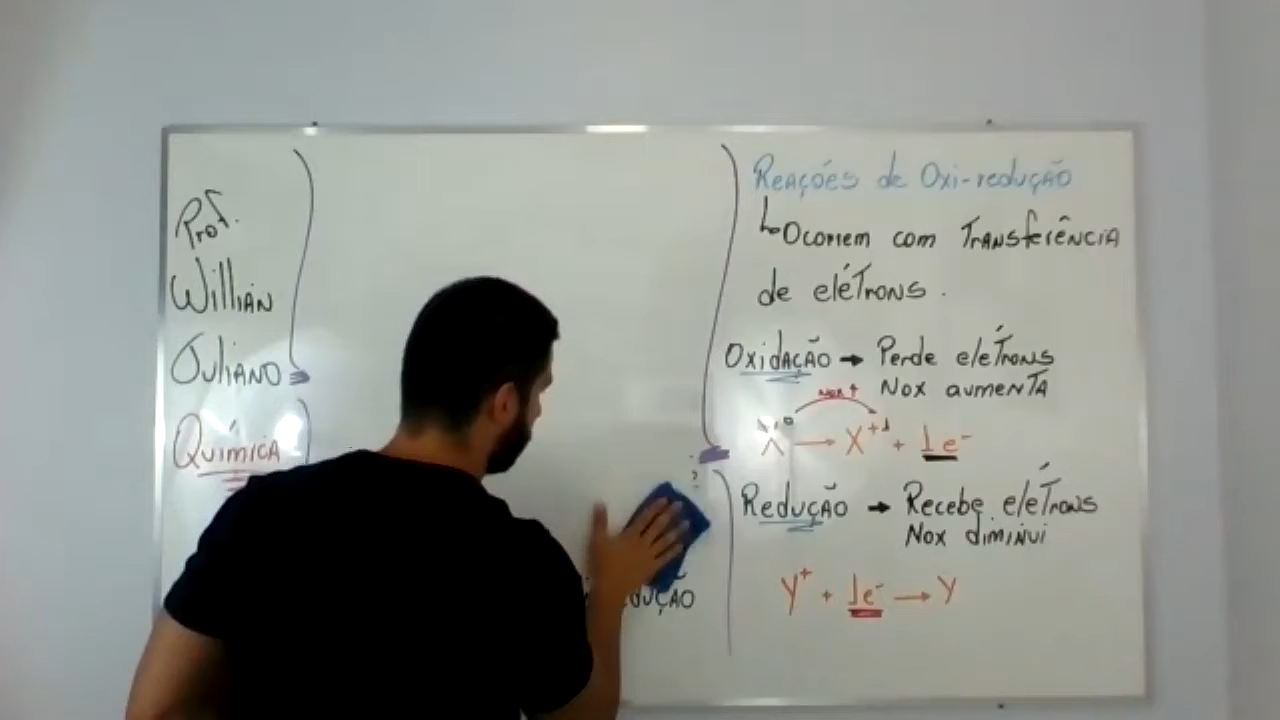 Prof.
Willian
Juliano
Química
Reações de Oxi-redução
↳Ocorrem com Transferência
de elétrons.
Oxidação → Perde elétrons
Nox aumenta
Nox ↑
X⁰ → X⁺¹ + 1e⁻
Redução → Recebe elétrons
Nox diminui
Y⁺ + 1e⁻ → Y